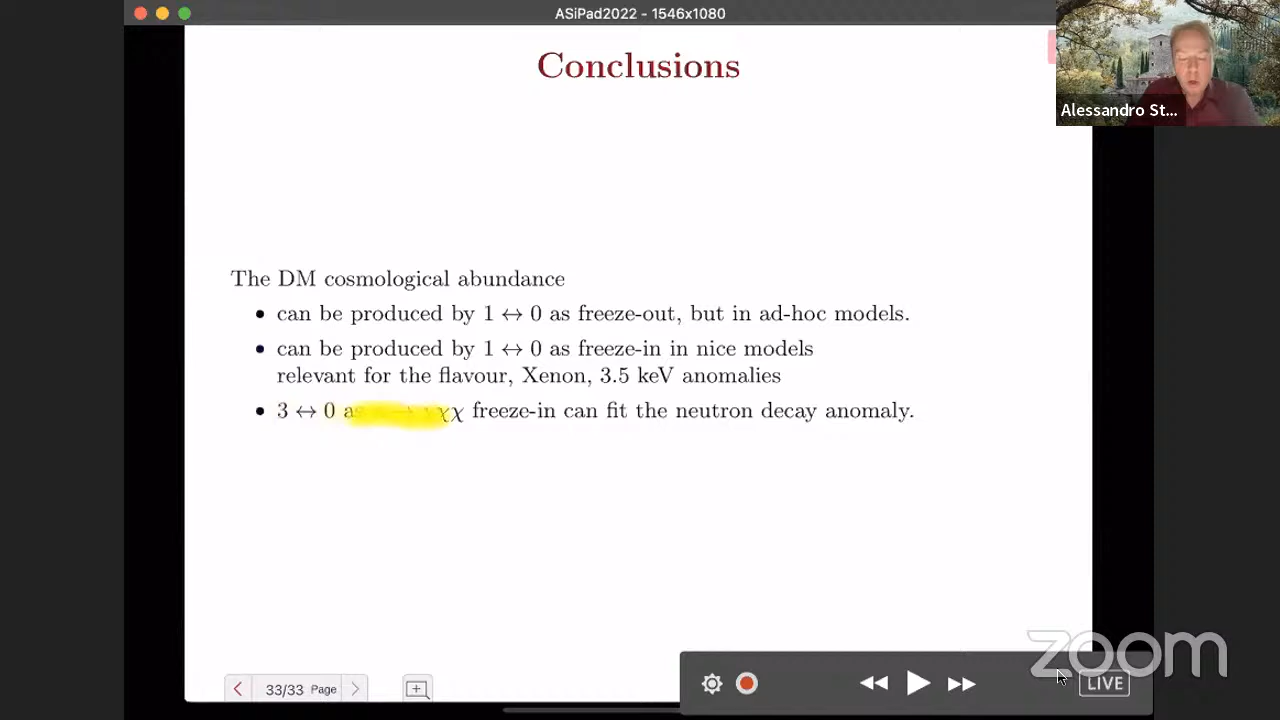 ASiPad2022 - 1546x1080
Conclusions
Alessandro St...
The DM cosmological abundance
• can be produced by 1 ↔ 0 as freeze-out, but in ad-hoc models.
• can be produced by 1 ↔ 0 as freeze-in in nice models
relevant for the flavour, Xenon, 3.5 keV anomalies
• 3 ↔ 0 as χχ freeze-in can fit the neutron decay anomaly.
33/33 Page
zoom
LIVE